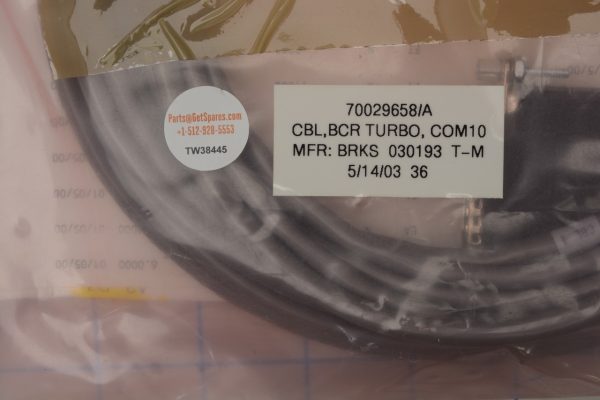 Parts@GetSpares.com
+1-512-928-5553
TW38445
70029658/A
CBL,BCR TURBO, COM10
MFR: BRKS 030193 T-M
5/14/03 36